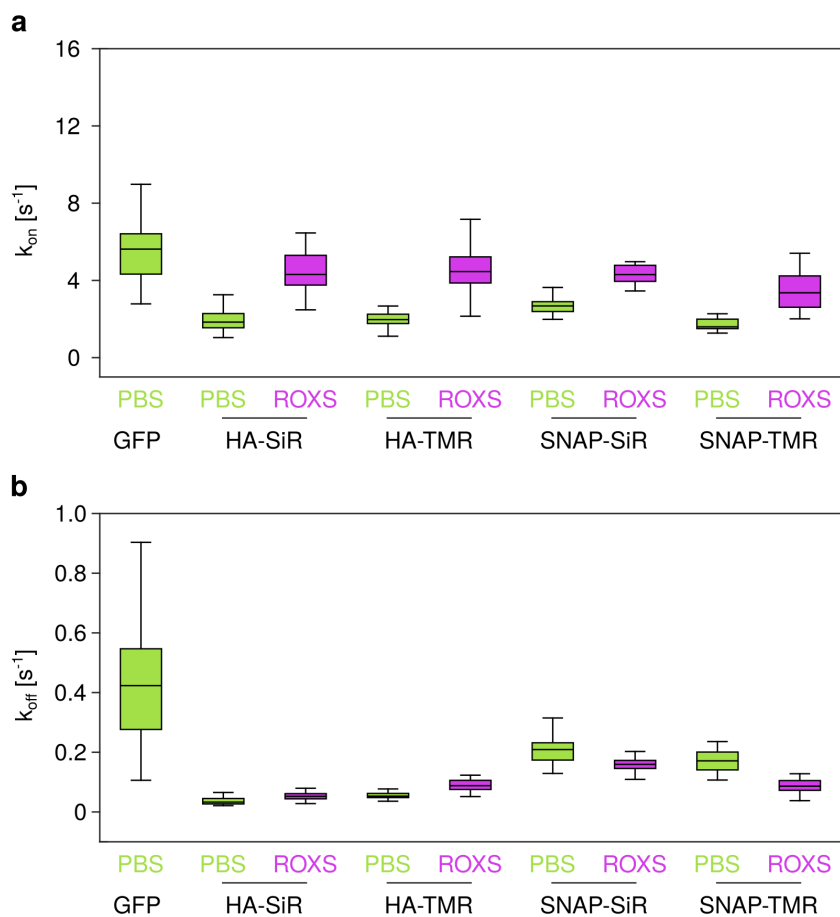 a
16
12
8
4
0
kon [s-1]
PBS PBS ROXS PBS ROXS PBS ROXS PBS ROXS
GFP HA-SiR HA-TMR SNAP-SiR SNAP-TMR
b
1.0
0.8
0.6
0.4
0.2
0
koff [s-1]
PBS PBS ROXS PBS ROXS PBS ROXS PBS ROXS
GFP HA-SiR HA-TMR SNAP-SiR SNAP-TMR